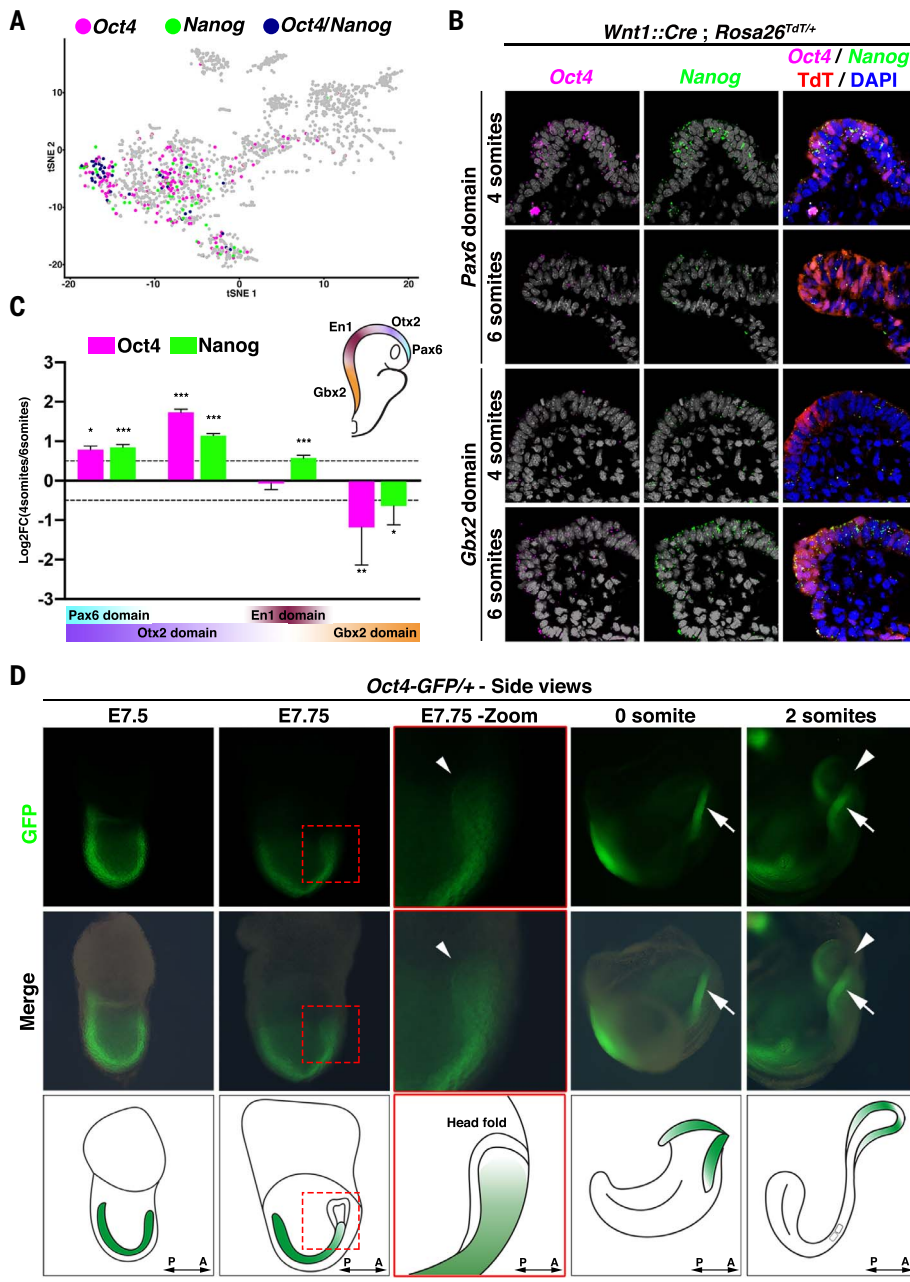 A
Oct4 Nanog Oct4/Nanog
tSNE 2
10
0
-10
-20
-20 -10 0 10 20
tSNE 1
B
Wnt1::Cre ; Rosa26TdT/+
Oct4 Nanog Oct4 / Nanog
TdT / DAPI
Pax6 domain
4 somites
6 somites
Gbx2 domain
4 somites
6 somites
C
Oct4 Nanog
En1
Otx2
Pax6
Gbx2
Log2FC(4somites/6somites)
3
2
1
0
-1
-2
-3
* *** *** *** *** ** *
Pax6 domain En1 domain
Otx2 domain Gbx2 domain
D
Oct4-GFP/+ - Side views
E7.5 E7.75 E7.75 -Zoom 0 somite 2 somites
GFP
Merge
Head fold
P A P A P A P A P A